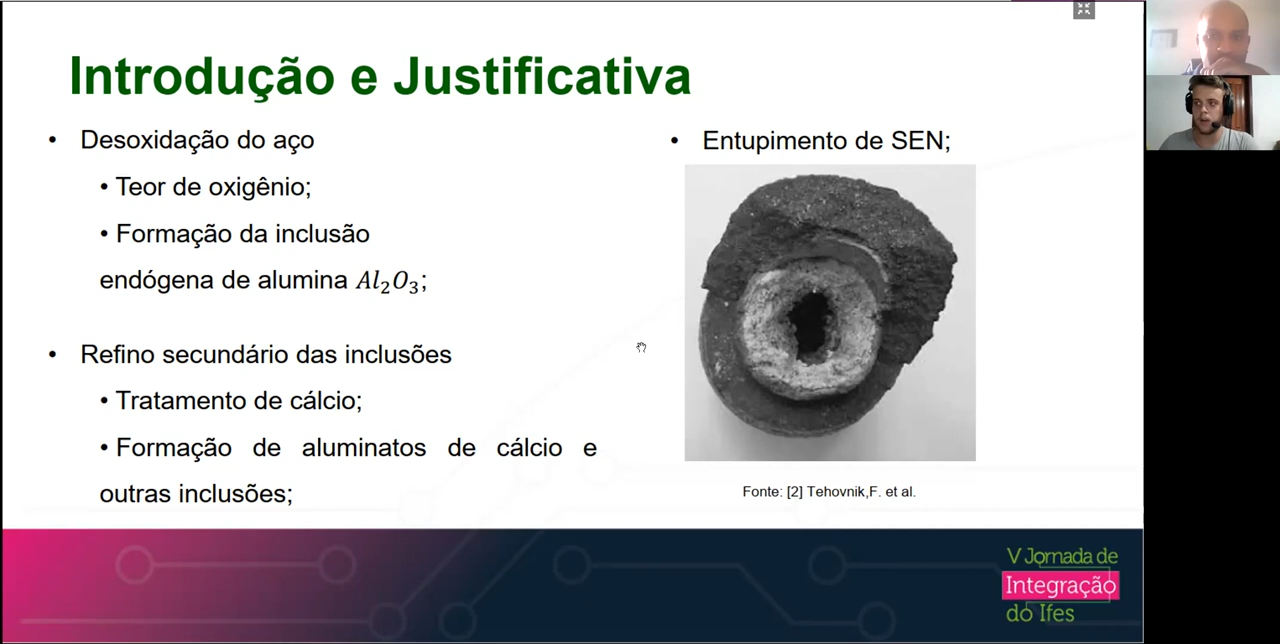 Introdução e Justificativa
• Desoxidação do aço
• Teor de oxigênio;
• Formação da inclusão
endógena de alumina Al₂O₃;
• Refino secundário das inclusões
• Tratamento de cálcio;
• Formação de aluminatos de cálcio e
outras inclusões;
• Entupimento de SEN;
Fonte: [2] Tehovnik,F. et al.
V Jornada de
Integração
do Ifes